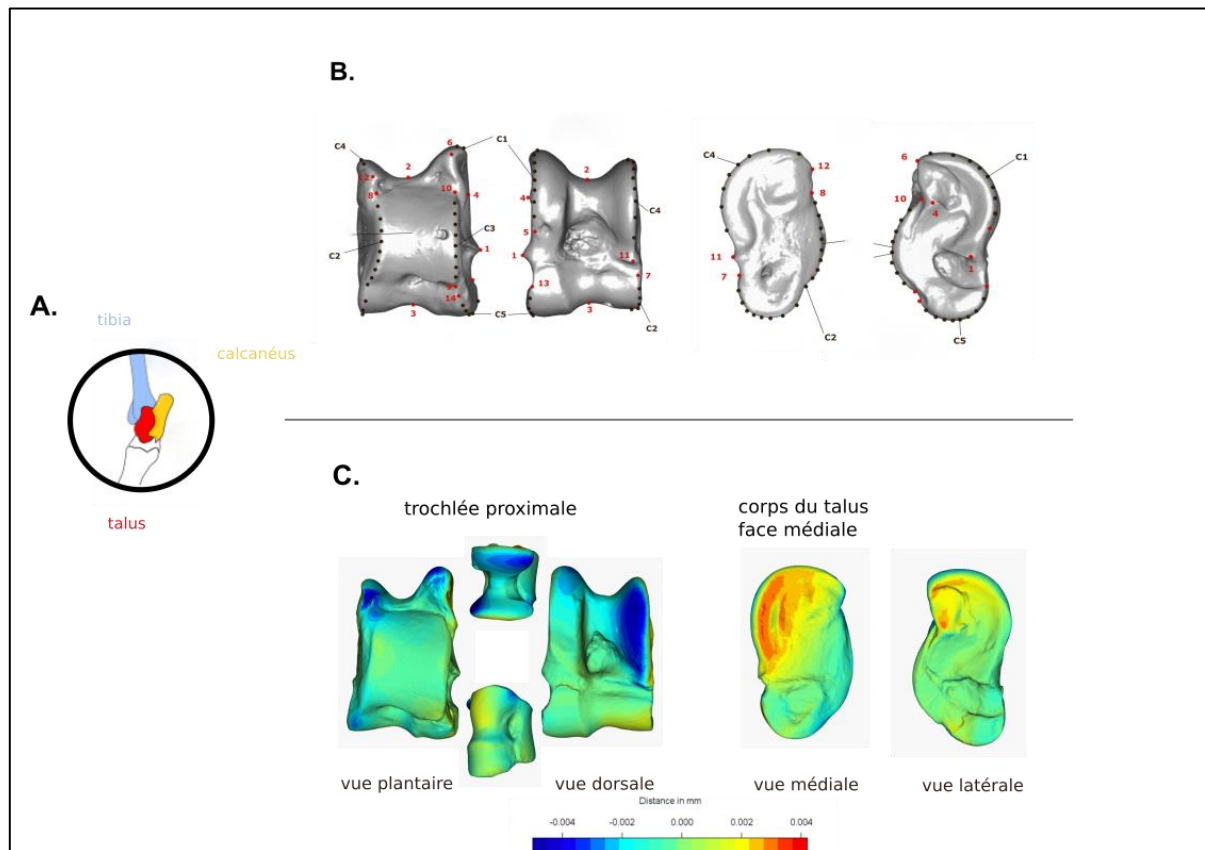 B.
C4
C1
6
2
12
8
10
4
C3
C2
1
9
14
3
C5
2
4
C4
5
1
11
7
13
3
C2
C4
12
8
11
7
C2
6
C1
10
4
1
C5
A.
tibia
calcanéus
talus
C.
trochlée proximale
corps du talus
face médiale
vue plantaire
vue dorsale
vue médiale
vue latérale
Distance in mm
-0.004
-0.002
0.000
0.002
0.004